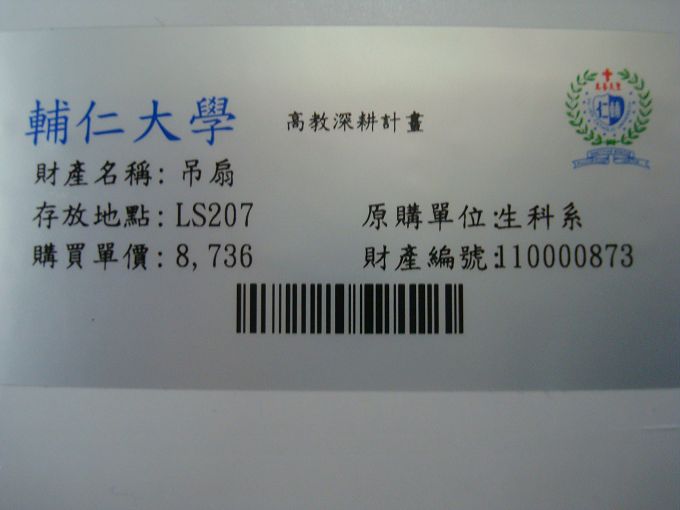 輔仁大學 高教深耕計畫
財產名稱: 吊扇
存放地點: LS207 原購單位:生科系
購買單價: 8,736 財產編號:110000873